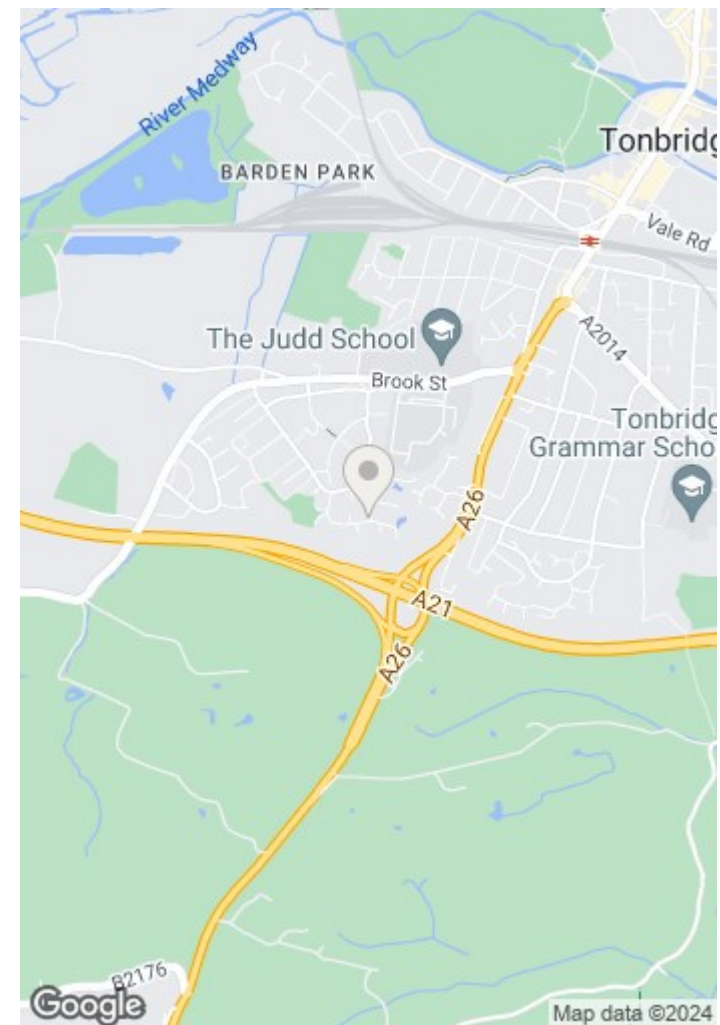 River Medway
Tonbridg
BARDEN PARK
Vale Rd
The Judd School
A2014
Brook St
Tonbridg
Grammar Schoo
A26
A21
A26
B2176
Google
Map data ©2024